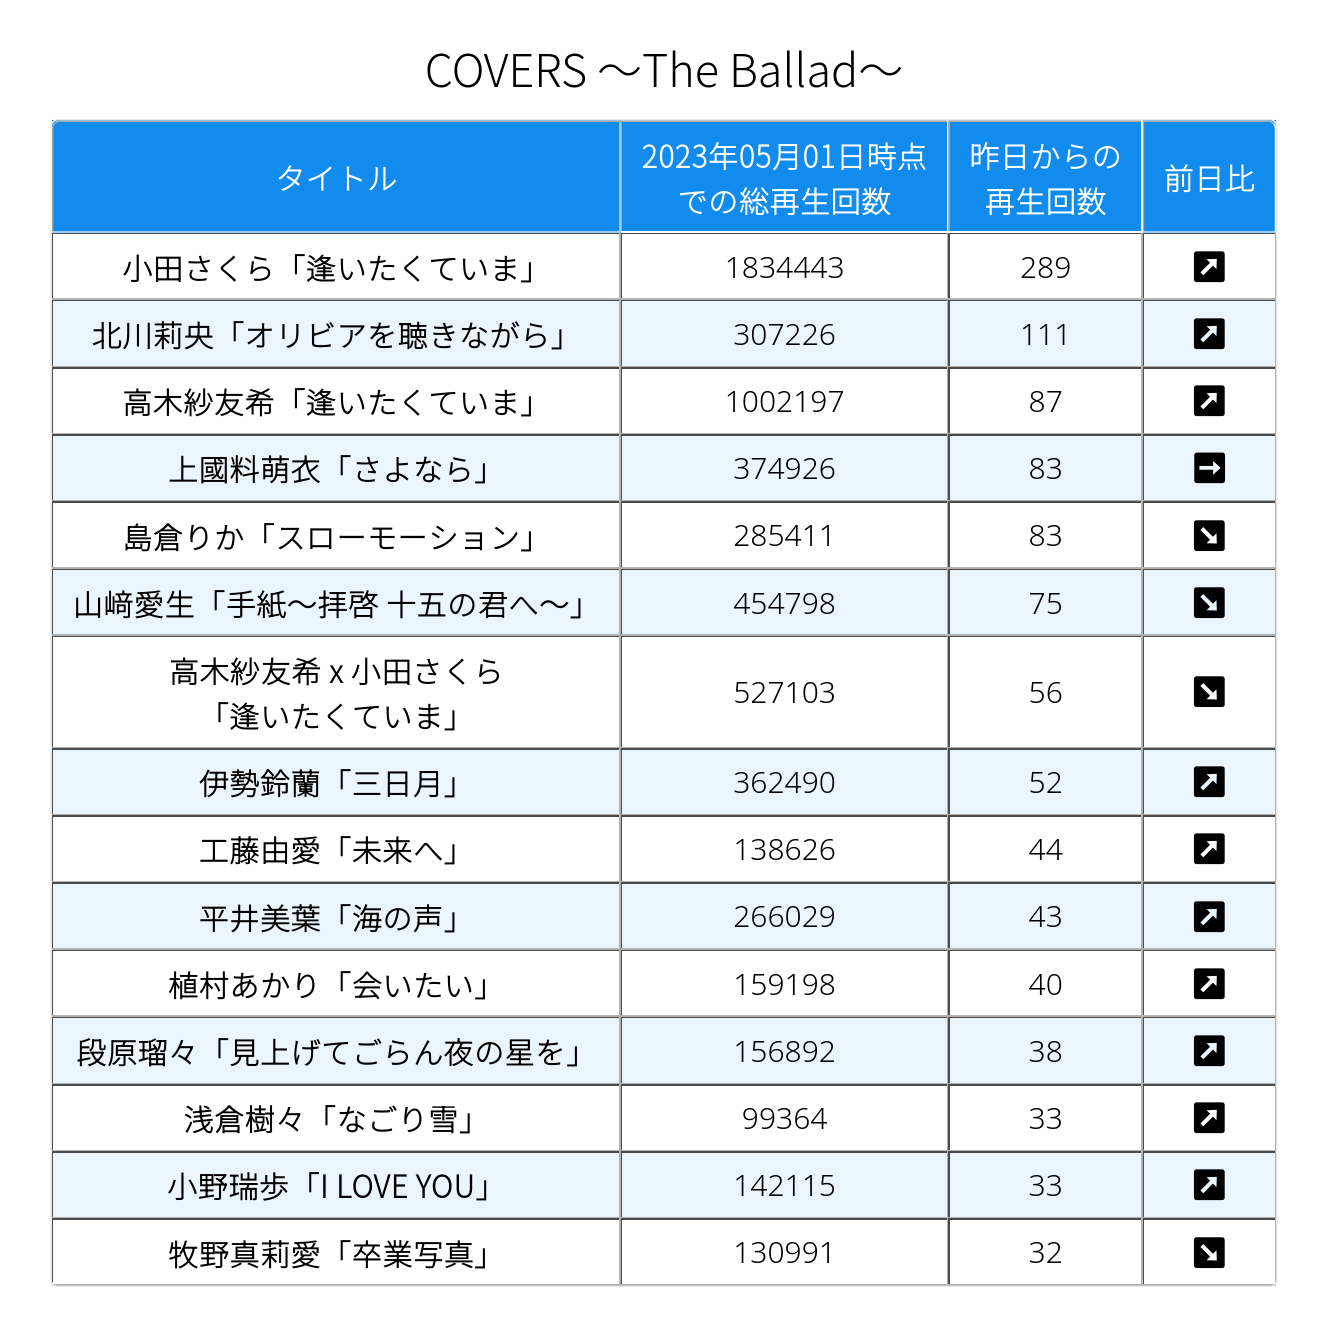 COVERS ～The Ballad～
タイトル
2023年05月01日時点
での総再生回数
昨日からの
再生回数
前日比
小田さくら「逢いたくていま」 1834443 289
北川莉央「オリビアを聴きながら」 307226 111
高木紗友希「逢いたくていま」 1002197 87
上國料萌衣「さよなら」 374926 83
島倉りか「スローモーション」 285411 83
山﨑愛生「手紙～拝啓 十五の君へ～」 454798 75
高木紗友希 x 小田さくら
「逢いたくていま」 527103 56
伊勢鈴蘭「三日月」 362490 52
工藤由愛「未来へ」 138626 44
平井美葉「海の声」 266029 43
植村あかり「会いたい」 159198 40
段原瑠々「見上げてごらん夜の星を」 156892 38
浅倉樹々「なごり雪」 99364 33
小野瑞歩「I LOVE YOU」 142115 33
牧野真莉愛「卒業写真」 130991 32